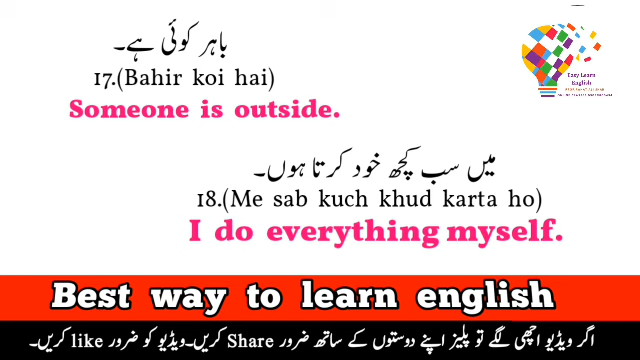 باہر کوئی ہے۔
17.(Bahir koi hai)
Someone is outside.
Easy Learn
English
میں سب کچھ خود کرتا ہوں۔
18.(Me sab kuch khud karta ho)
I do everything myself.
Best way to learn english
اگر ویڈیو اچھی لگے تو پلیز اپنے دوستوں کے ساتھ ضرور Share کریں۔ویڈیو کو ضرور like کریں۔